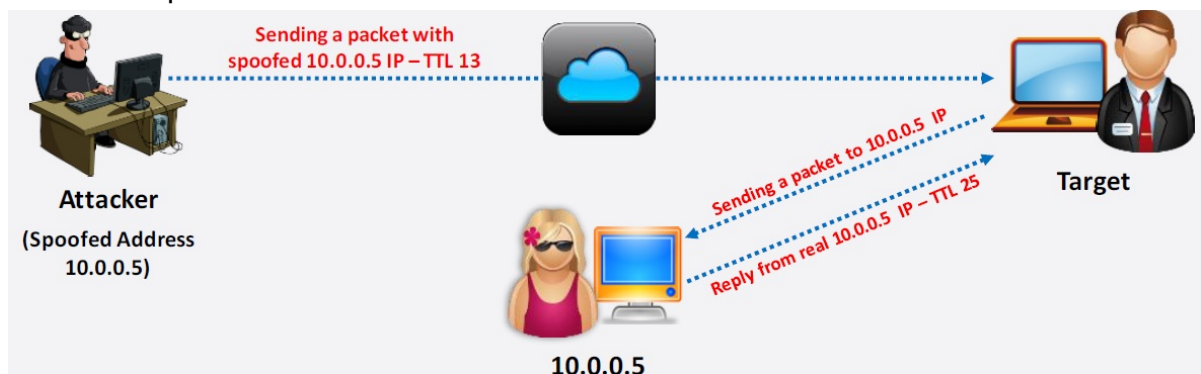 Sending a packet with
spoofed 10.0.0.5 IP – TTL 13
Attacker
(Spoofed Address
10.0.0.5)
Sending a packet to 10.0.0.5 IP
Reply from real 10.0.0.5 IP – TTL 25
Target
10.0.0.5